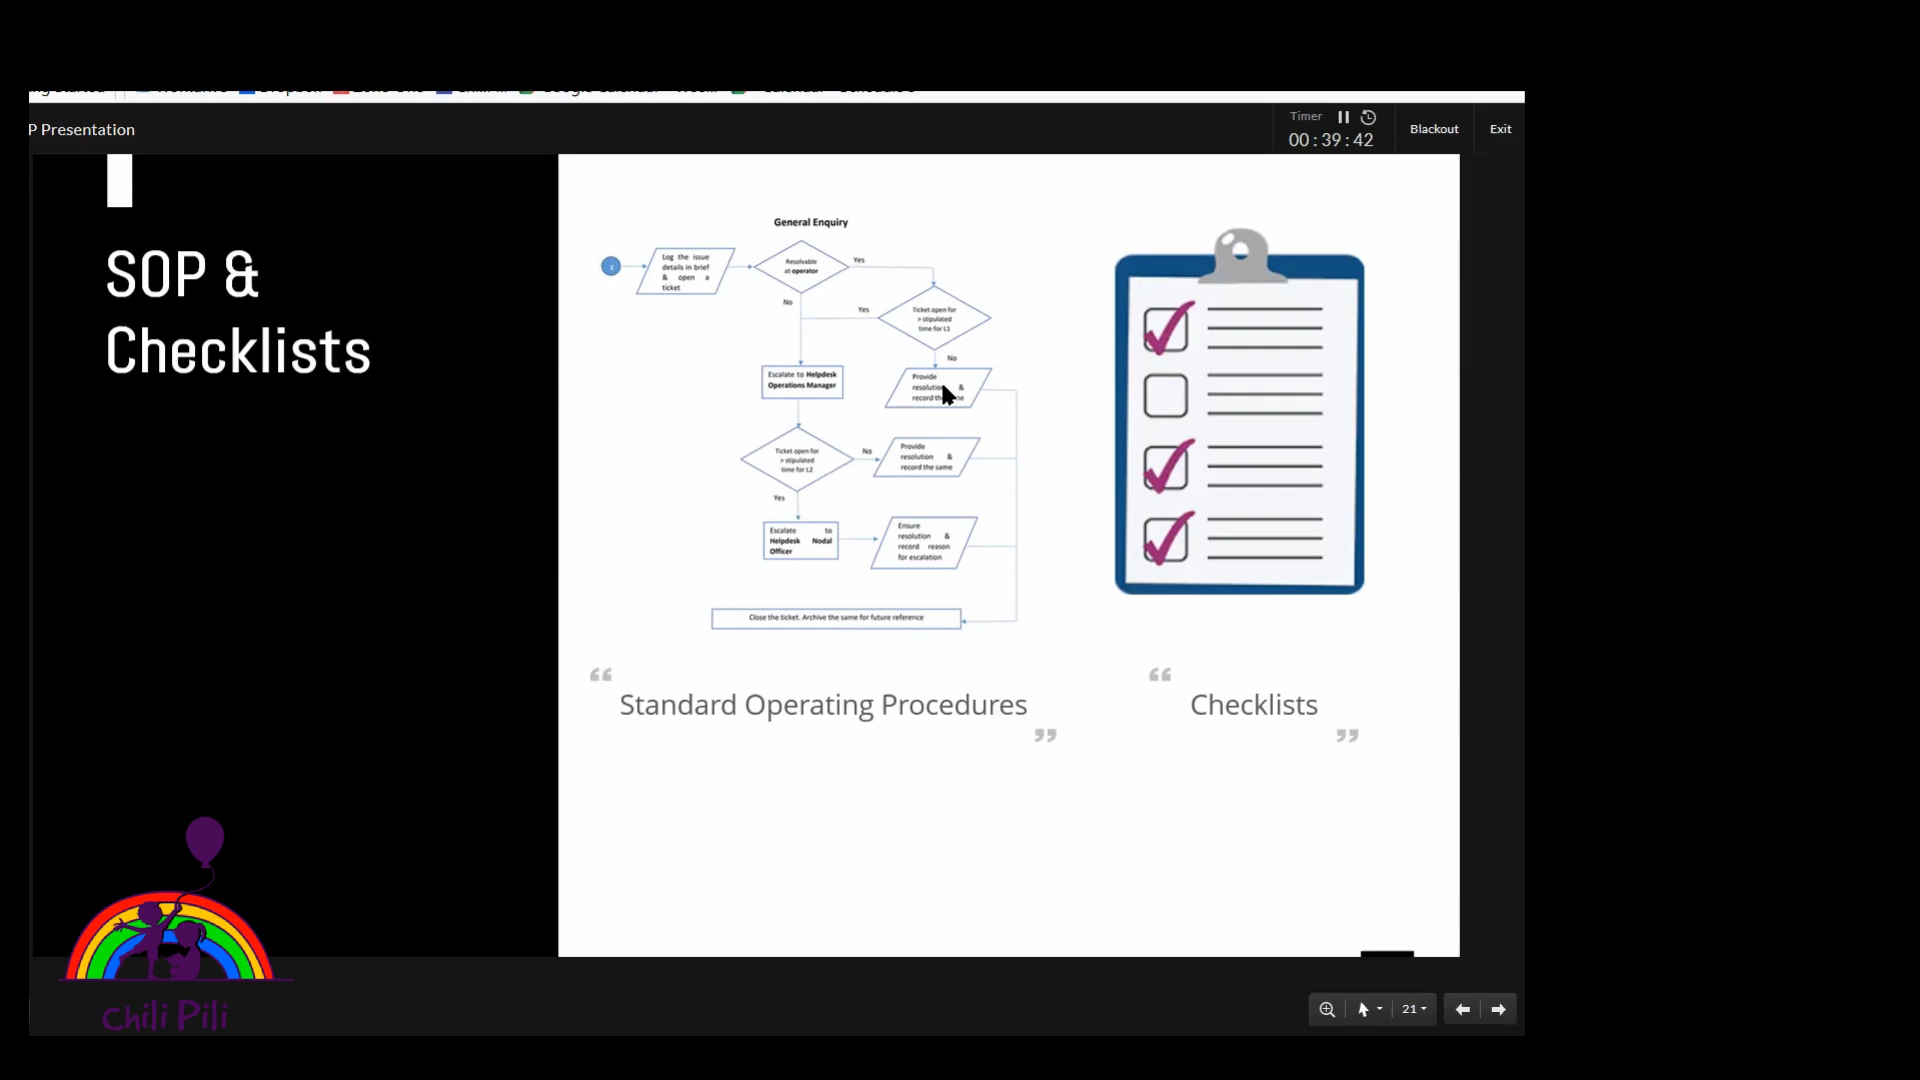 P Presentation
Timer
00:39:42
Blackout
Exit
SOP &
Checklists
General Enquiry
E
Log the issue
details in brief
& open a
ticket
Resolvable
at operator
Yes
No
Yes
Ticket open for
> stipulated
time for L1
No
Escalate to Helpdesk
Operations Manager
Provide
resolution &
record
Ticket open for
> stipulated
time for L2
No
Provide
resolution &
record the same
Yes
Escalate to
Helpdesk Nodal
Officer
Ensure
resolution &
record reason
for escalation
Close the ticket. Archive the same for future reference
“ Standard Operating Procedures ”
“ Checklists ”
Chili Pili
21